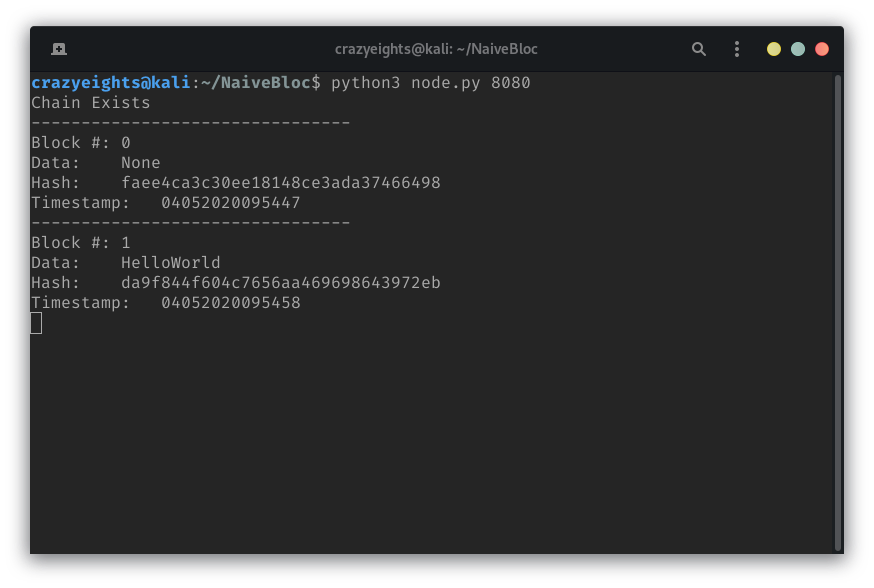 crazyeights@kali: ~/NaiveBloc
crazyeights@kali:~/NaiveBloc$ python3 node.py 8080
Chain Exists
--------------------------------
Block #: 0
Data:    None
Hash:    faee4ca3c30ee18148ce3ada37466498
Timestamp:   04052020095447
--------------------------------
Block #: 1
Data:    HelloWorld
Hash:    da9f844f604c7656aa469698643972eb
Timestamp:   04052020095458